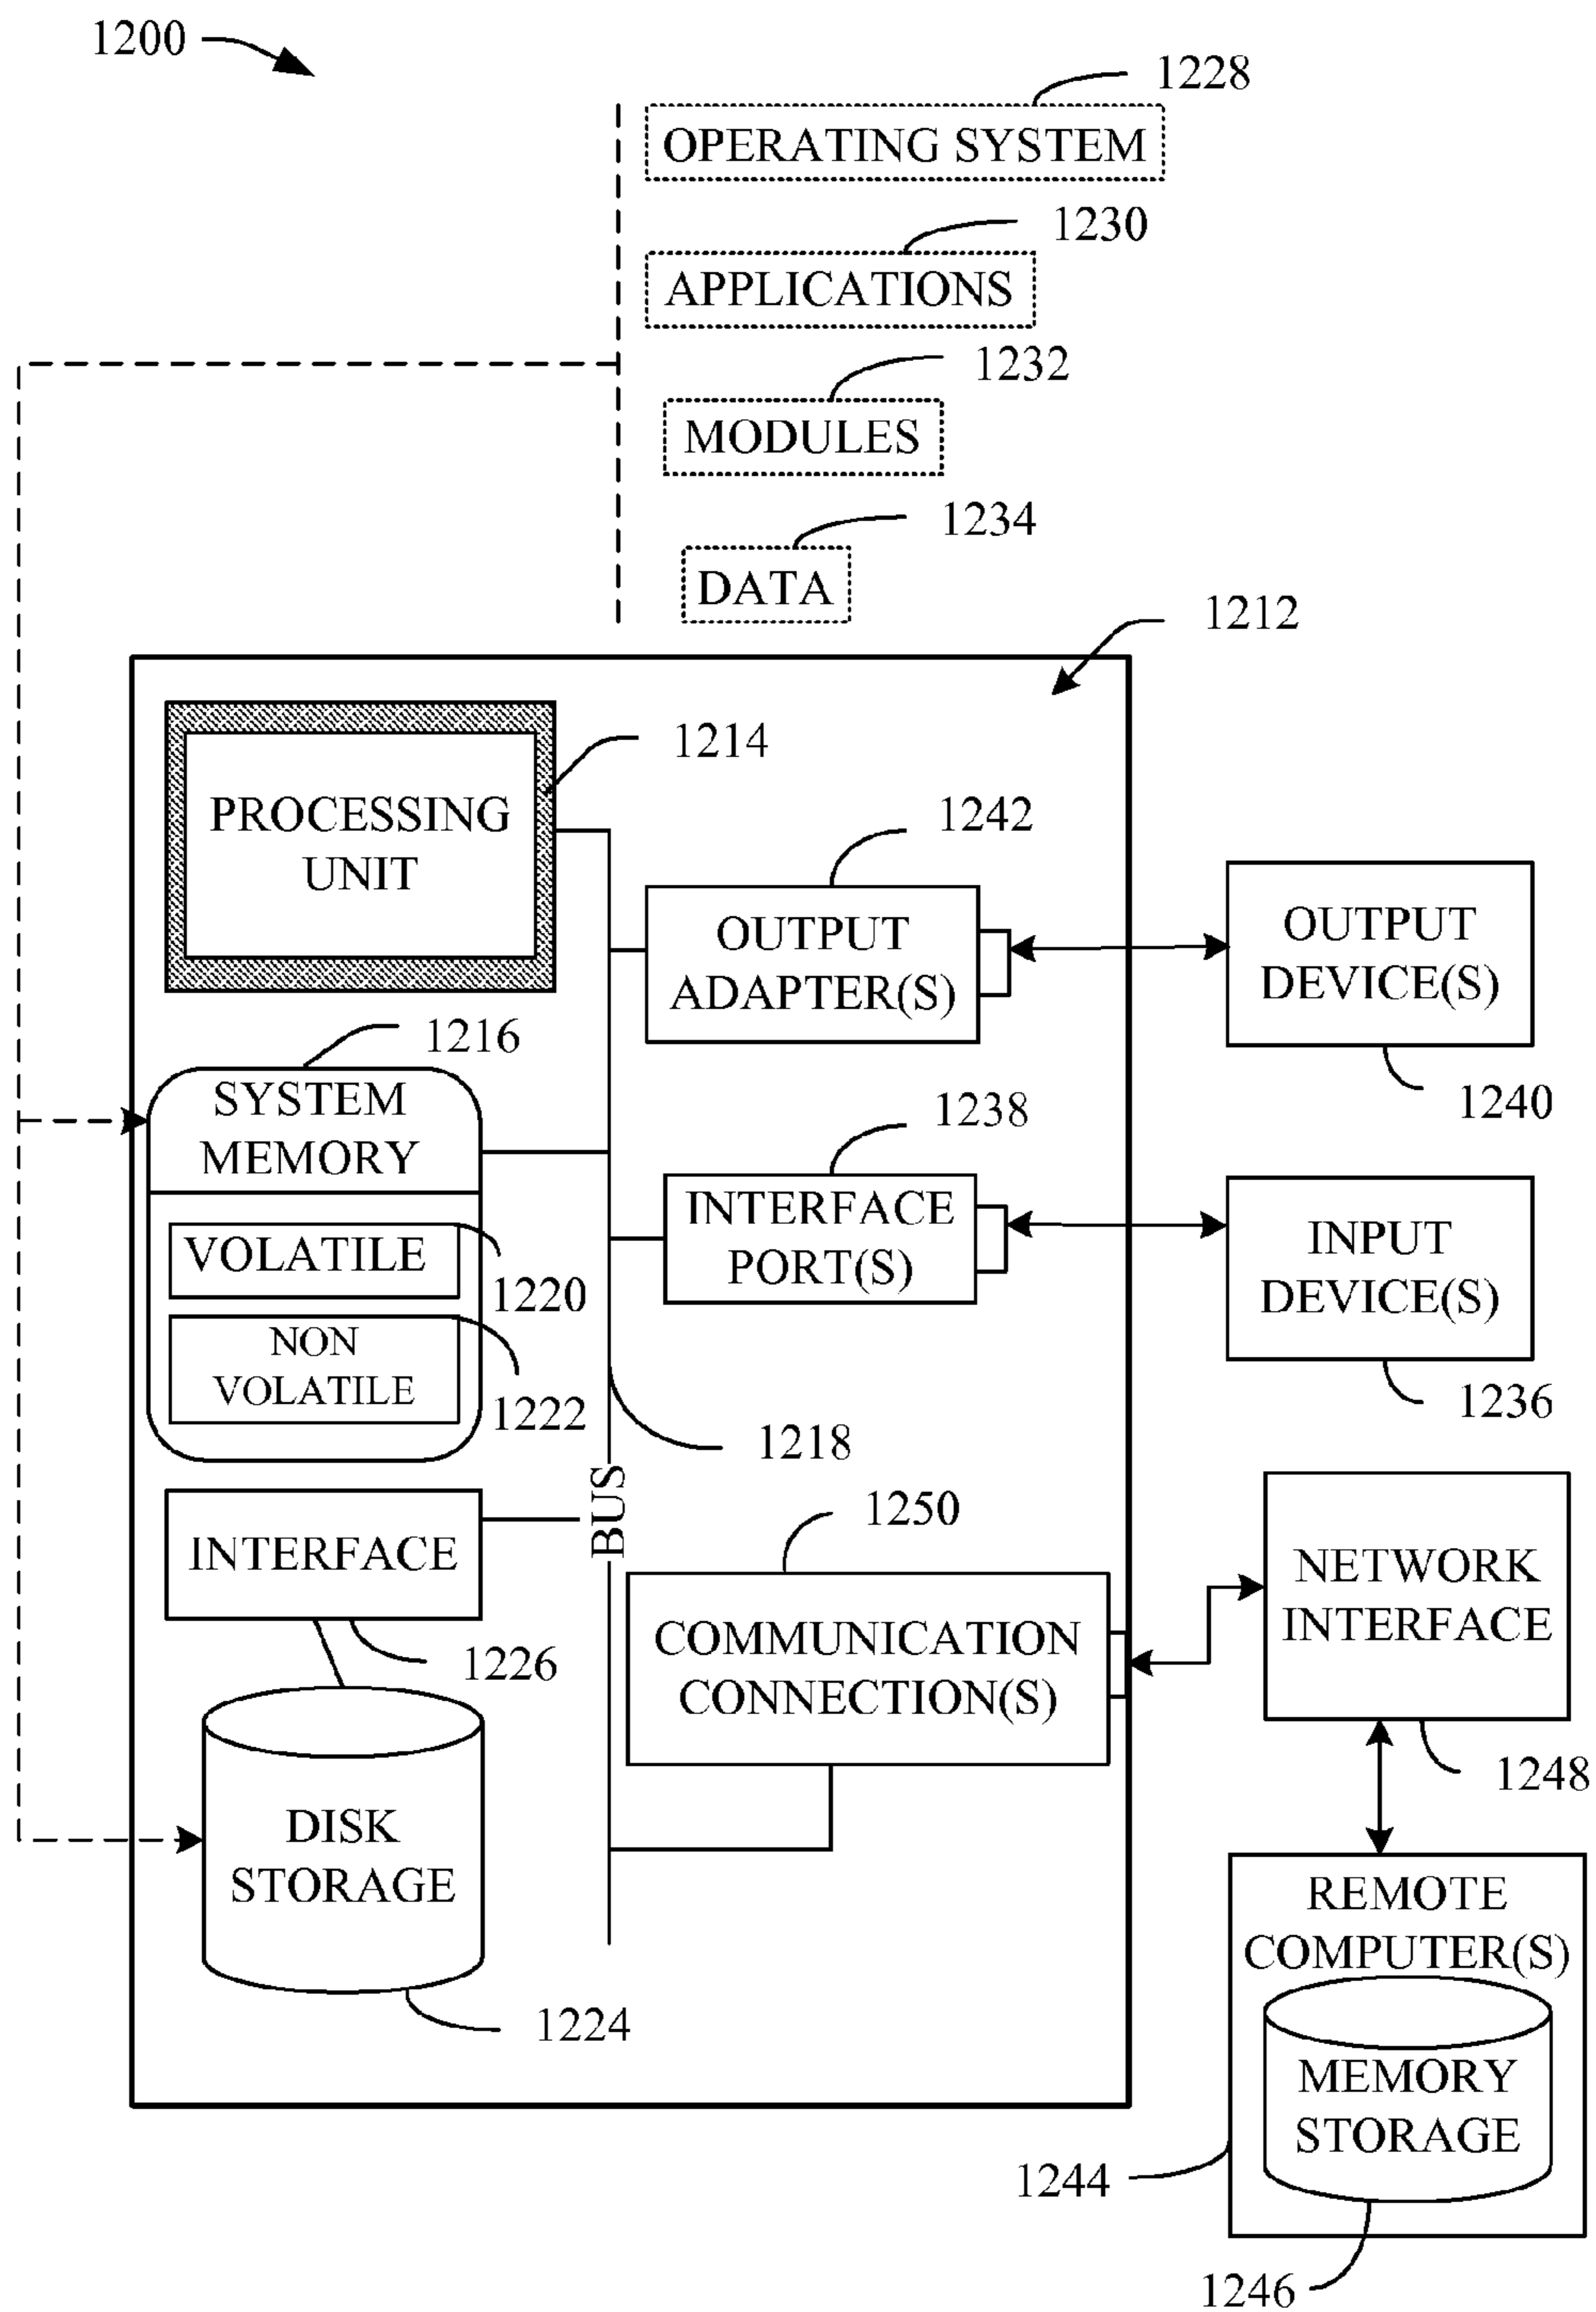 1200
1228
OPERATING SYSTEM
1230
APPLICATIONS
1232
MODULES
1234
DATA
1212
1214
PROCESSING
UNIT
1242
OUTPUT
ADAPTER(S)
OUTPUT
DEVICE(S)
1240
1216
SYSTEM
MEMORY
1238
INTERFACE
PORT(S)
INPUT
DEVICE(S)
1236
VOLATILE
1220
NON
VOLATILE
1222
1218
BUS
INTERFACE
1226
1250
COMMUNICATION
CONNECTION(S)
NETWORK
INTERFACE
1248
DISK
STORAGE
1224
REMOTE
COMPUTER(S)
MEMORY
STORAGE
1244
1246